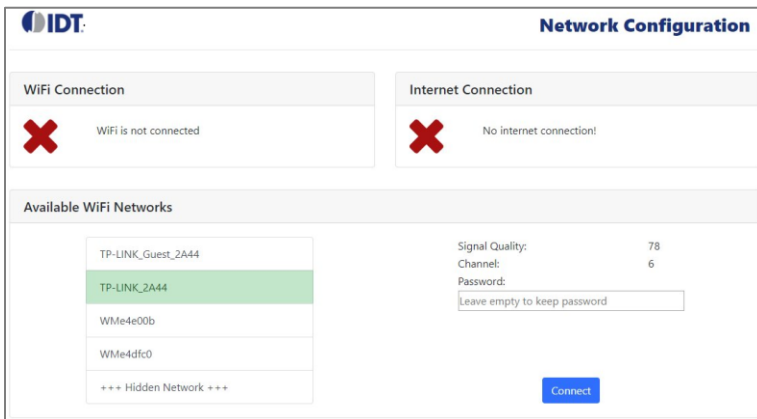 IDT.
Network Configuration
WiFi Connection
WiFi is not connected
Internet Connection
No internet connection!
Available WiFi Networks
TP-LINK_Guest_2A44
TP-LINK_2A44
WMe4e00b
WMe4dfc0
+++ Hidden Network +++
Signal Quality: 78
Channel: 6
Password:
Leave empty to keep password
Connect